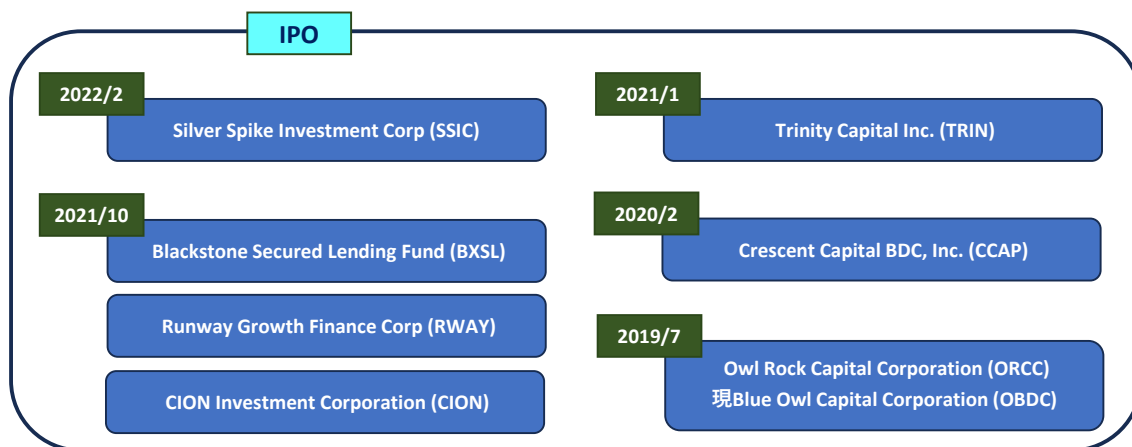 IPO
2022/2
Silver Spike Investment Corp (SSIC)
2021/10
Blackstone Secured Lending Fund (BXSL)
Runway Growth Finance Corp (RWAY)
CION Investment Corporation (CION)
2021/1
Trinity Capital Inc. (TRIN)
2020/2
Crescent Capital BDC, Inc. (CCAP)
2019/7
Owl Rock Capital Corporation (ORCC)
現Blue Owl Capital Corporation (OBDC)